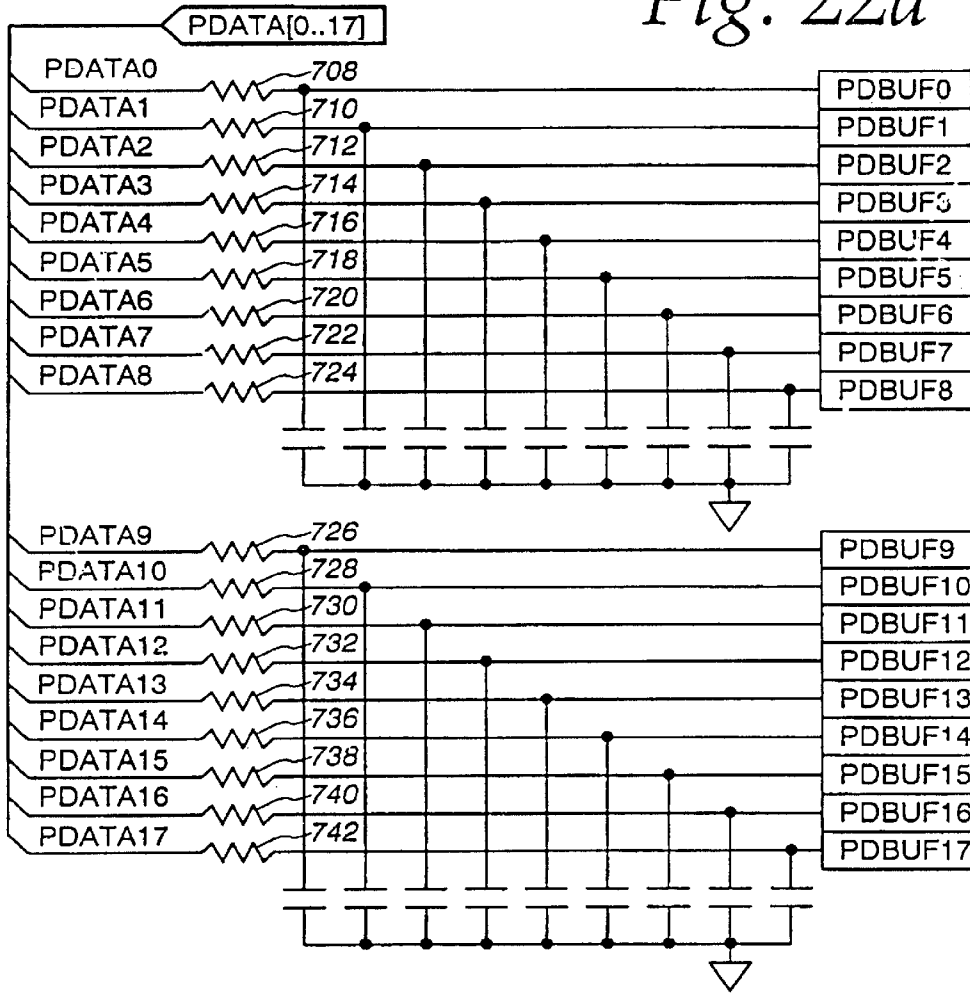 Fig. 22a
PDATA[0..17]
PDATA0 708 PDBUF0
PDATA1 710 PDBUF1
PDATA2 712 PDBUF2
PDATA3 714 PDBUF3
PDATA4 716 PDBUF4
PDATA5 718 PDBUF5
PDATA6 720 PDBUF6
PDATA7 722 PDBUF7
PDATA8 724 PDBUF8
PDATA9 726 PDBUF9
PDATA10 728 PDBUF10
PDATA11 730 PDBUF11
PDATA12 732 PDBUF12
PDATA13 734 PDBUF13
PDATA14 736 PDBUF14
PDATA15 738 PDBUF15
PDATA16 740 PDBUF16
PDATA17 742 PDBUF17